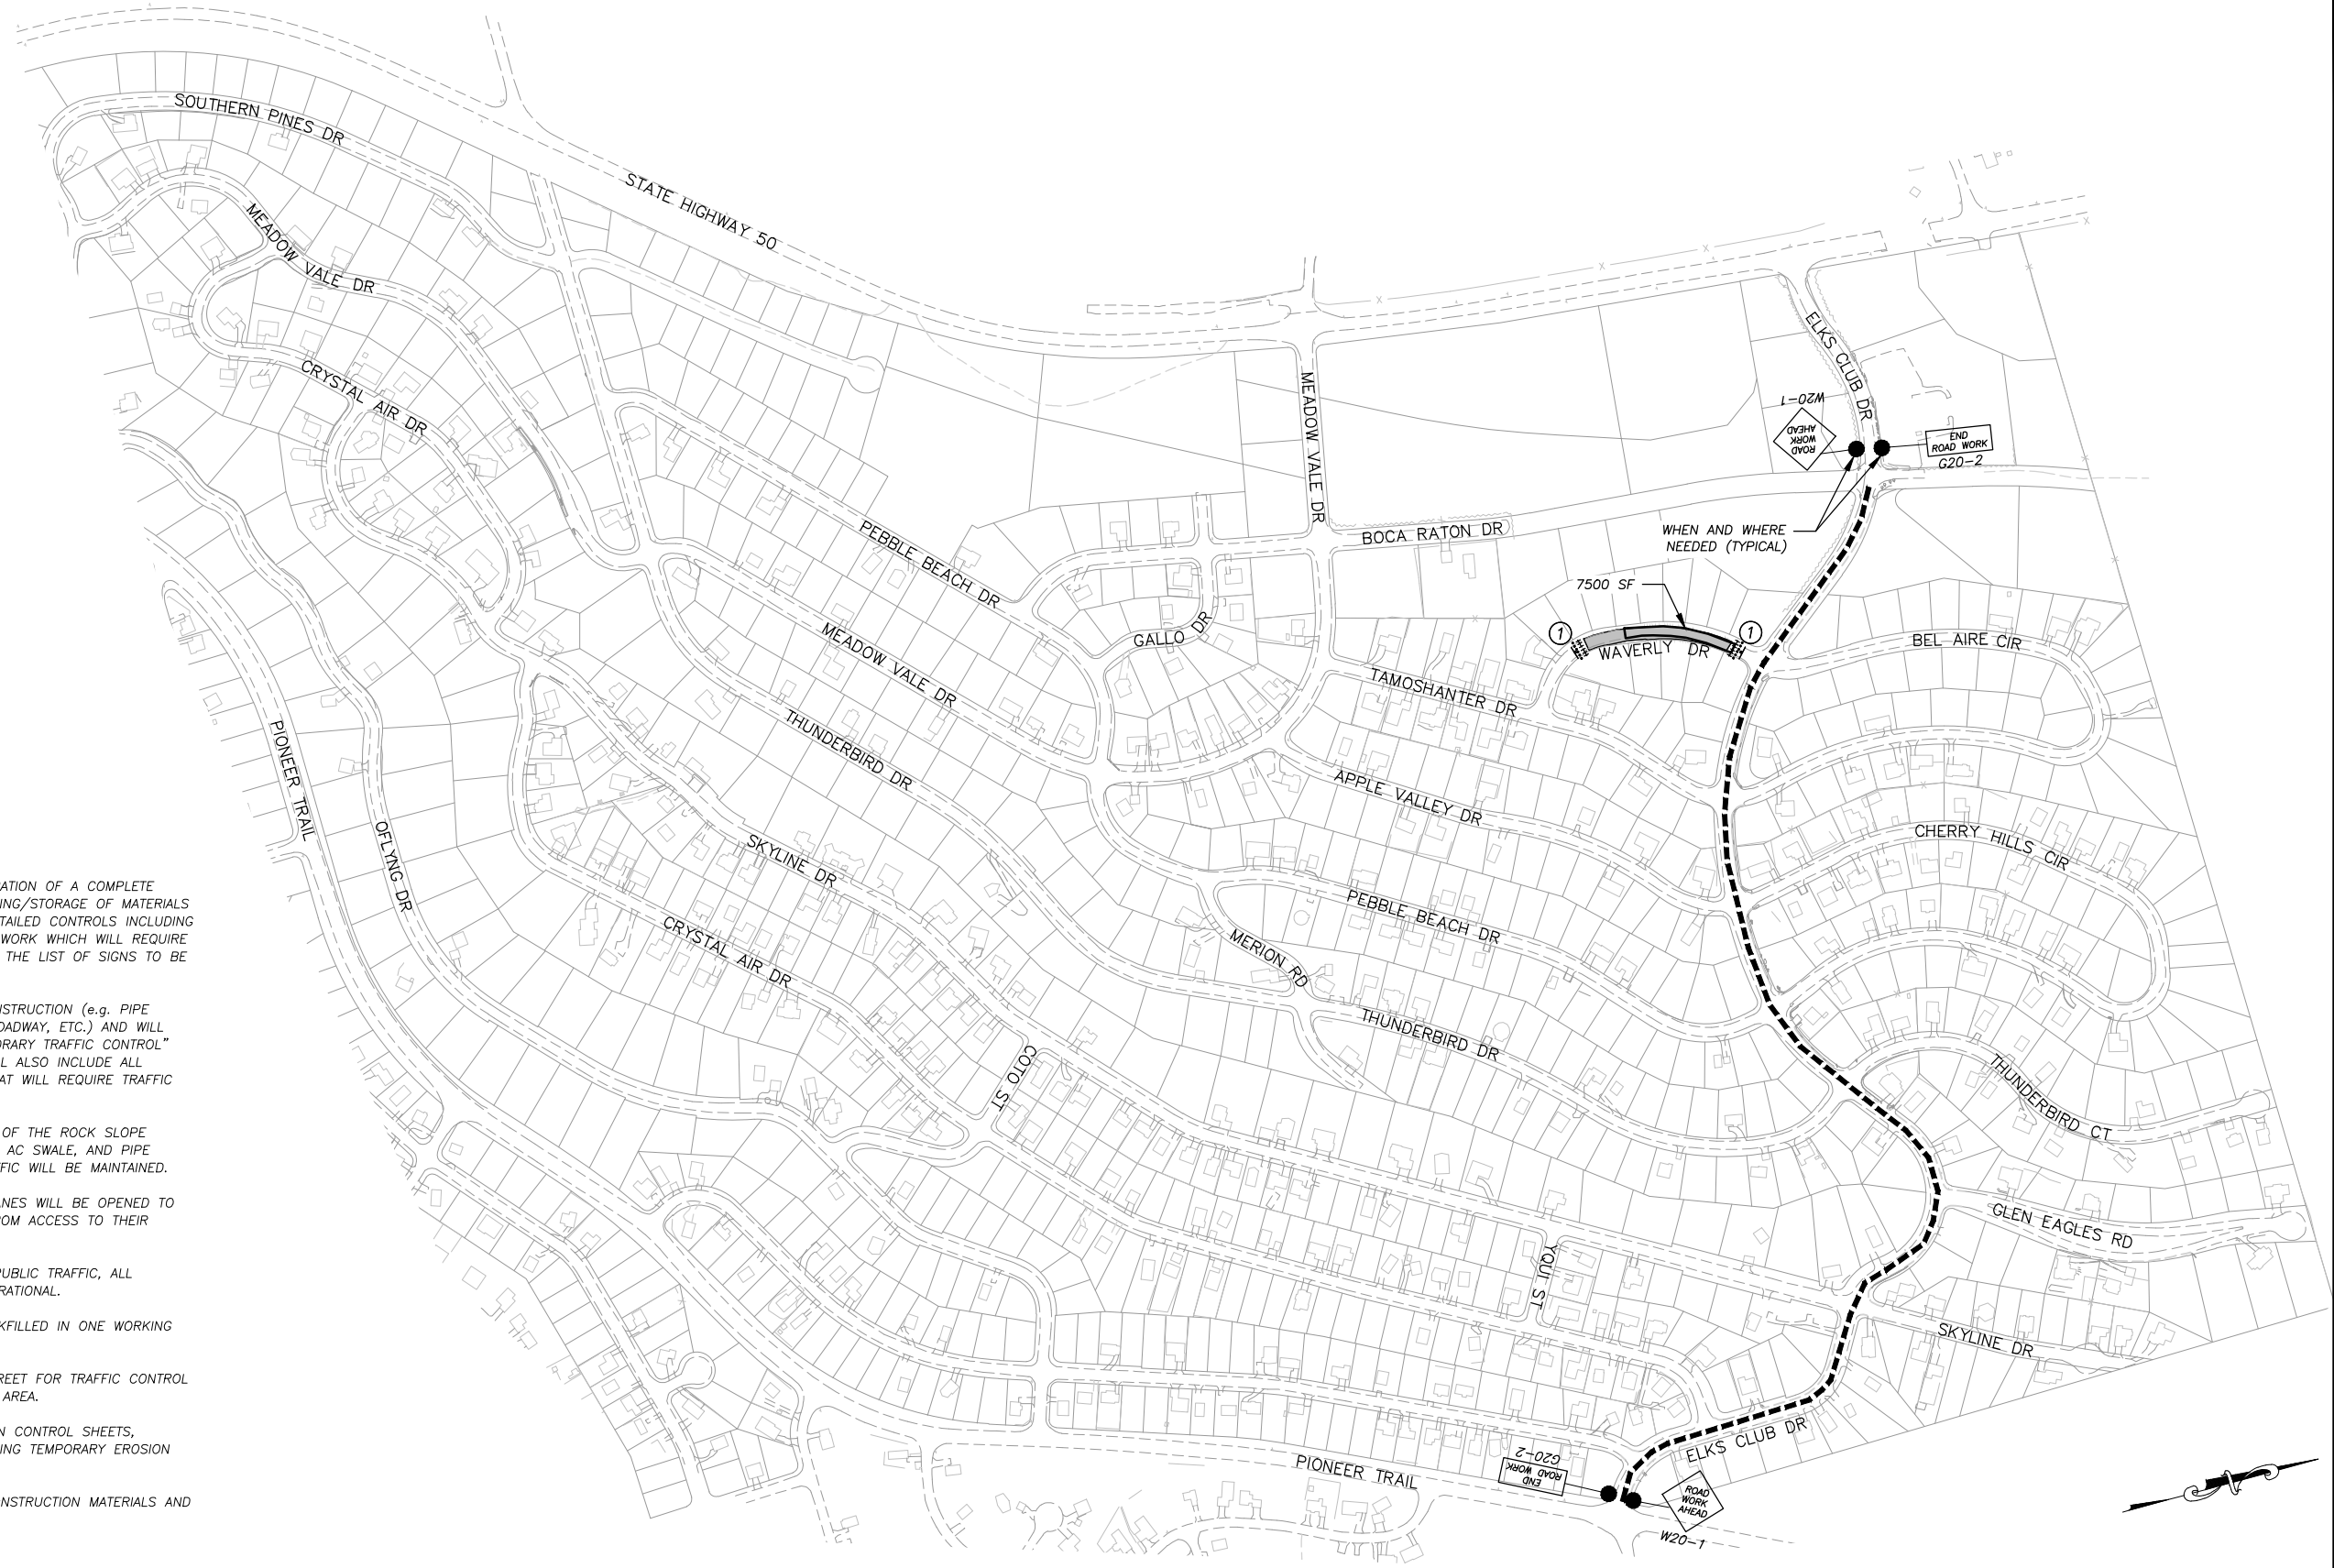 SOUTHERN PINES DR
STATE HIGHWAY 50
MEADOW VALE DR
CRYSTAL AIR DR
ELKS CLUB DR
W20-1
ROAD
WORK
AHEAD
END
ROAD WORK
G20-2
MEADOW VALE DR
BOCA RATON DR
WHEN AND WHERE
NEEDED (TYPICAL)
7500 SF
1
1
WAVERLY DR
PEBBLE BEACH DR
GALLO DR
BEL AIRE CIR
MEADOW VALE DR
TAMOSHANTER DR
THUNDERBIRD DR
PIONEER TRAIL
APPLE VALLEY DR
OFLYNG DR
SKYLINE DR
CHERRY HILLS CIR
PEBBLE BEACH DR
CRYSTAL AIR DR
MERION RD
THUNDERBIRD DR
COTO ST
THUNDERBIRD CT
GLEN EAGLES RD
YQUI ST
SKYLINE DR
ELKS CLUB DR
PIONEER TRAIL
G20-2
END
ROAD WORK
ROAD
WORK
AHEAD
W20-1
N
ATION OF A COMPLETE
ING/STORAGE OF MATERIALS
TAILED CONTROLS INCLUDING
WORK WHICH WILL REQUIRE
THE LIST OF SIGNS TO BE
NSTRUCTION (e.g. PIPE
OADWAY, ETC.) AND WILL
ORARY TRAFFIC CONTROL"
L ALSO INCLUDE ALL
AT WILL REQUIRE TRAFFIC
OF THE ROCK SLOPE
AC SWALE, AND PIPE
FIC WILL BE MAINTAINED.
ANES WILL BE OPENED TO
ROM ACCESS TO THEIR
PUBLIC TRAFFIC, ALL
RATIONAL.
KFILLED IN ONE WORKING
REET FOR TRAFFIC CONTROL
AREA.
N CONTROL SHEETS,
ING TEMPORARY EROSION
NSTRUCTION MATERIALS AND